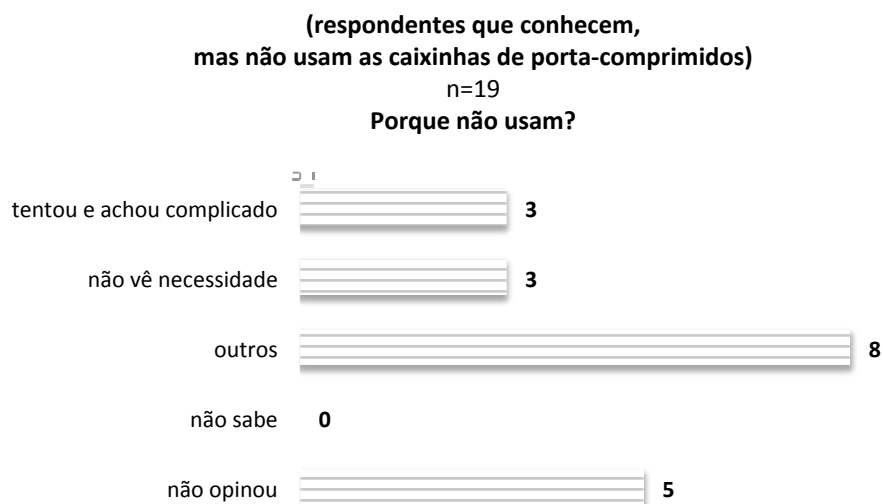 (respondentes que conhecem,
mas não usam as caixinhas de porta-comprimidos)
n=19
Porque não usam?
tentou e achou complicado 3
não vê necessidade 3
outros 8
não sabe 0
não opinou 5